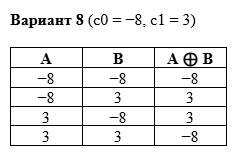 Вариант 8 (c0 = −8, c1 = 3)
A B A ⊕ B
−8 −8 −8
−8 3 3
3 −8 3
3 3 −8